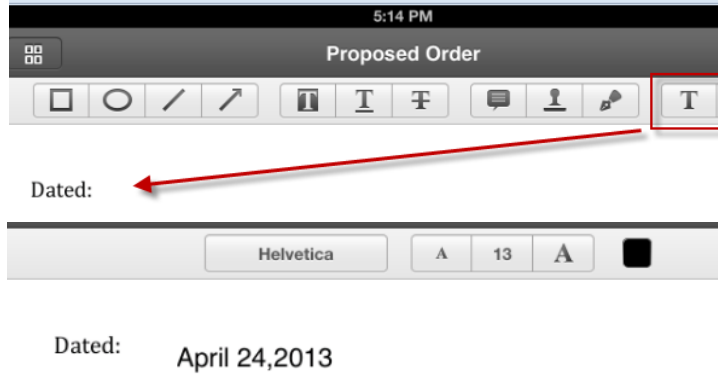 5:14 PM
Proposed Order
T T T T
Dated:
Helvetica A 13 A
Dated: April 24,2013